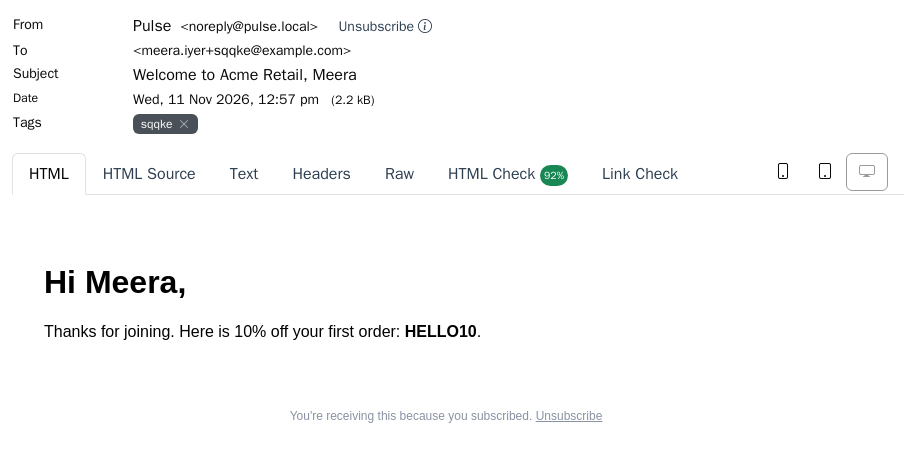 From Pulse <noreply@pulse.local> Unsubscribe
To <meera.iyer+sqqke@example.com>
Subject Welcome to Acme Retail, Meera
Date Wed, 11 Nov 2026, 12:57 pm (2.2 kB)
Tags sqqke
HTML HTML Source Text Headers Raw HTML Check 92% Link Check
Hi Meera,
Thanks for joining. Here is 10% off your first order: HELLO10.
You're receiving this because you subscribed. Unsubscribe